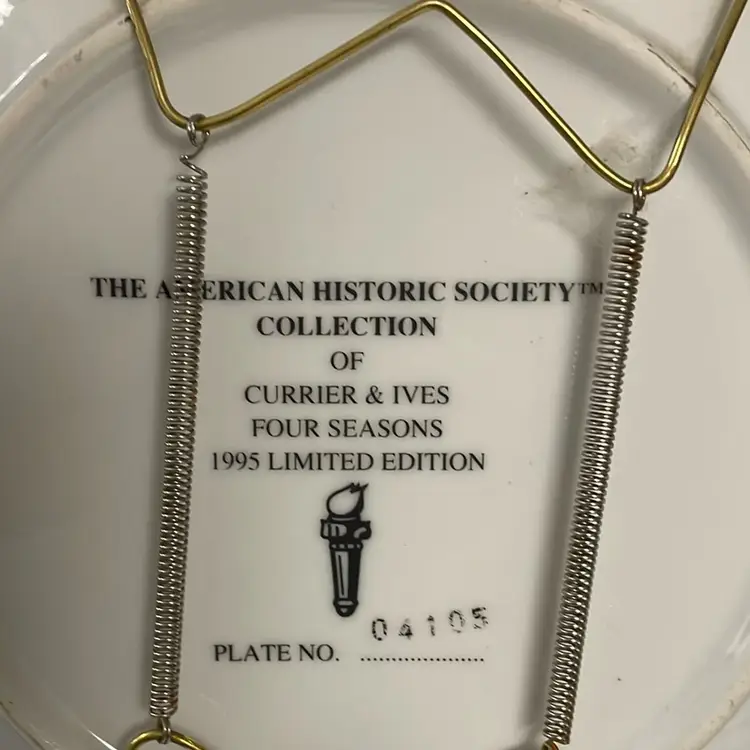 THE AMERICAN HISTORIC SOCIETY™
COLLECTION
OF
CURRIER & IVES
FOUR SEASONS
1995 LIMITED EDITION
04105
PLATE NO. .....................